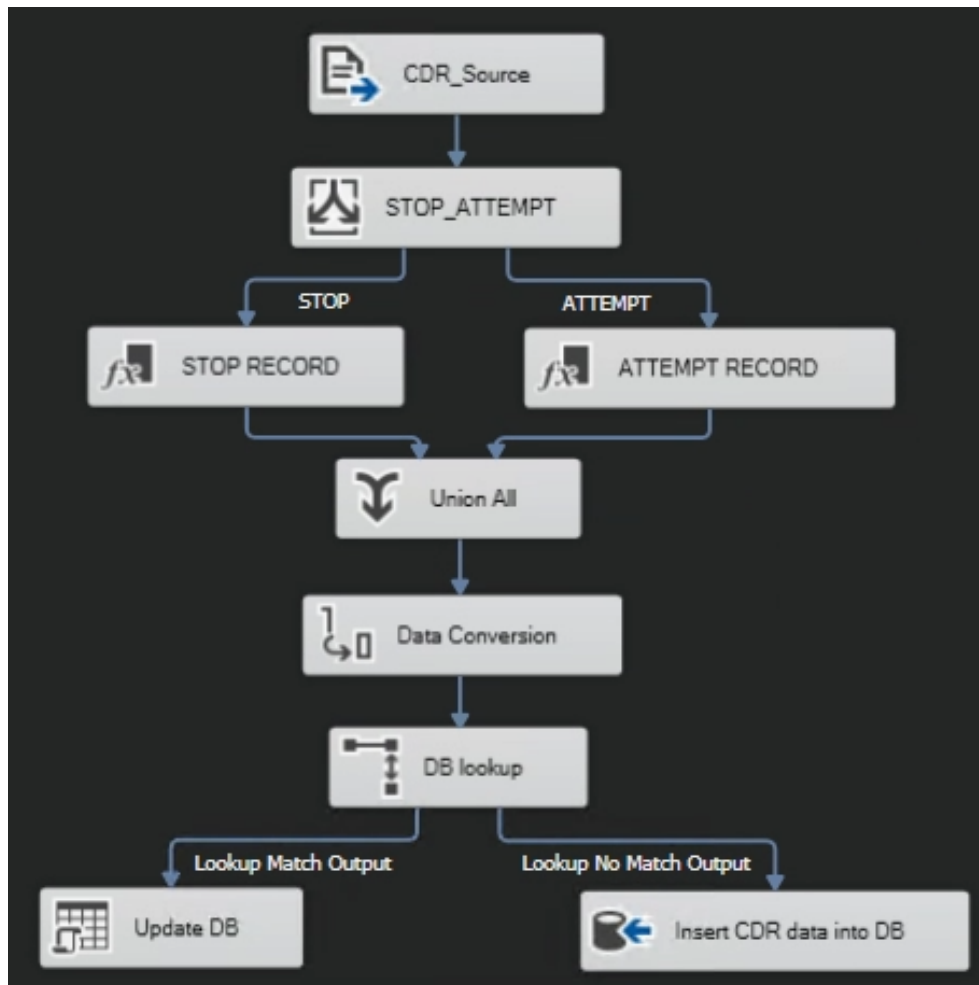 CDR_Source
STOP_ATTEMPT
STOP
ATTEMPT
STOP RECORD
ATTEMPT RECORD
Union All
Data Conversion
DB lookup
Lookup Match Output
Lookup No Match Output
Update DB
Insert CDR data into DB